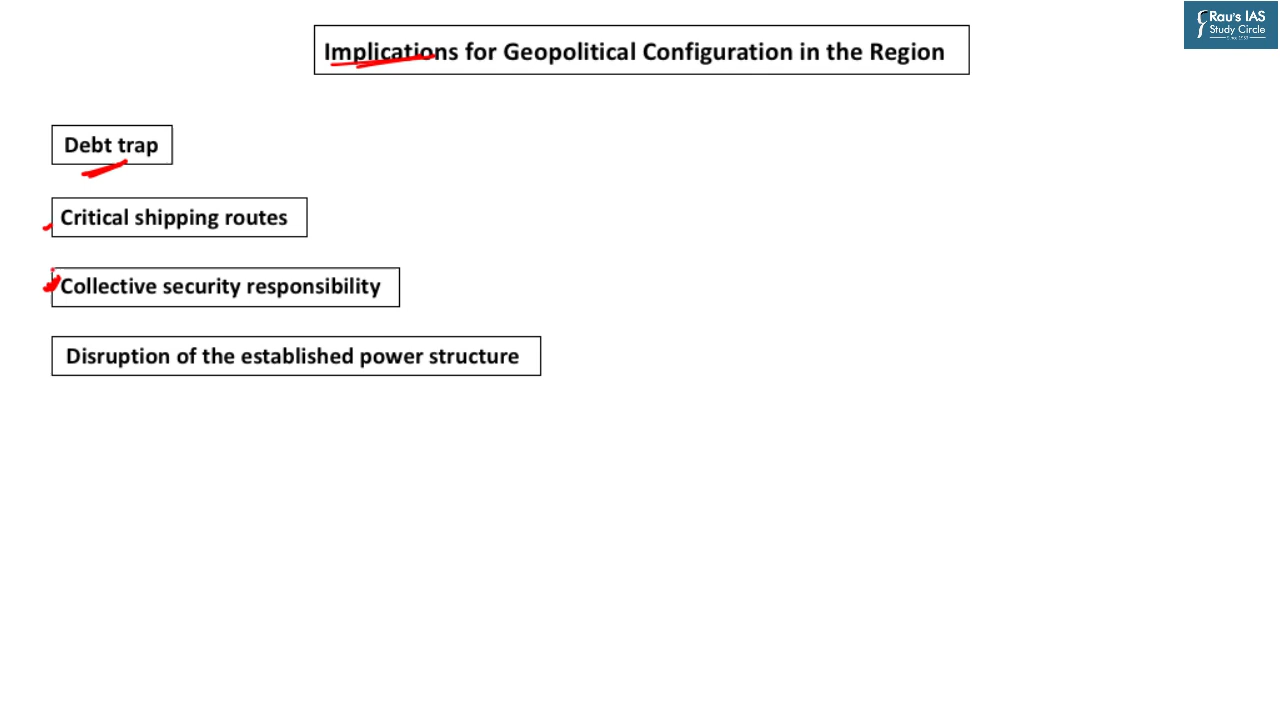 Rau's IAS
Study Circle
Implications for Geopolitical Configuration in the Region
Debt trap
Critical shipping routes
Collective security responsibility
Disruption of the established power structure